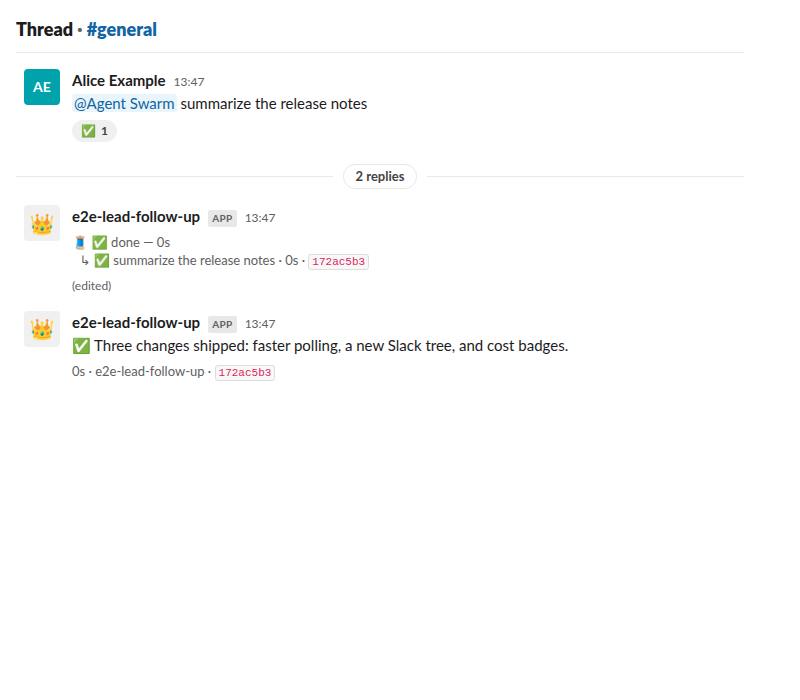 Thread • #general
AE
Alice Example 13:47
@Agent Swarm summarize the release notes
✅ 1
2 replies
e2e-lead-follow-up APP 13:47
🧵 ✅ done — 0s
↳ ✅ summarize the release notes · 0s · 172ac5b3
(edited)
e2e-lead-follow-up APP 13:47
✅ Three changes shipped: faster polling, a new Slack tree, and cost badges.
0s · e2e-lead-follow-up · 172ac5b3